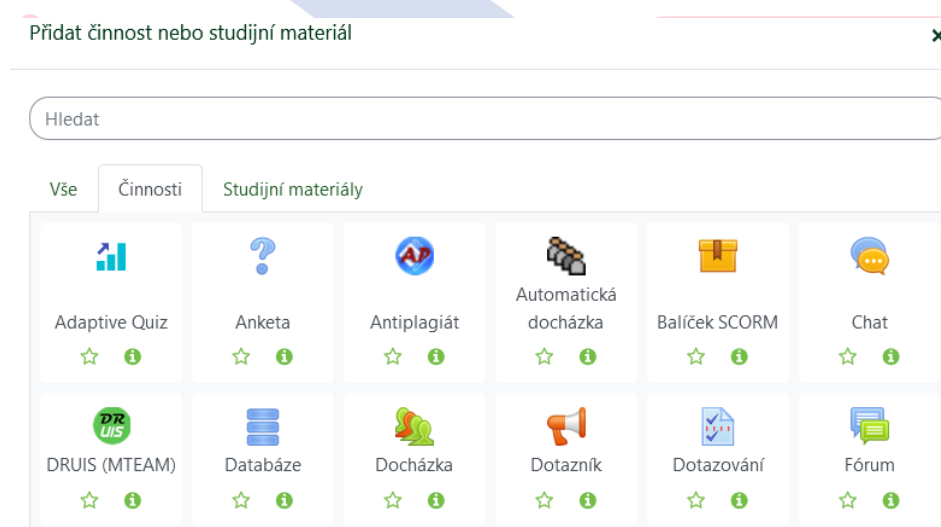 Přidat činnost nebo studijní materiál
Hledat
Vše Činnosti Studijní materiály
AP
Adaptive Quiz Anketa Antiplagiát Automatická docházka Balíček SCORM Chat
DR
UIS
DRUIS (MTEAM) Databáze Docházka Dotazník Dotazování Fórum